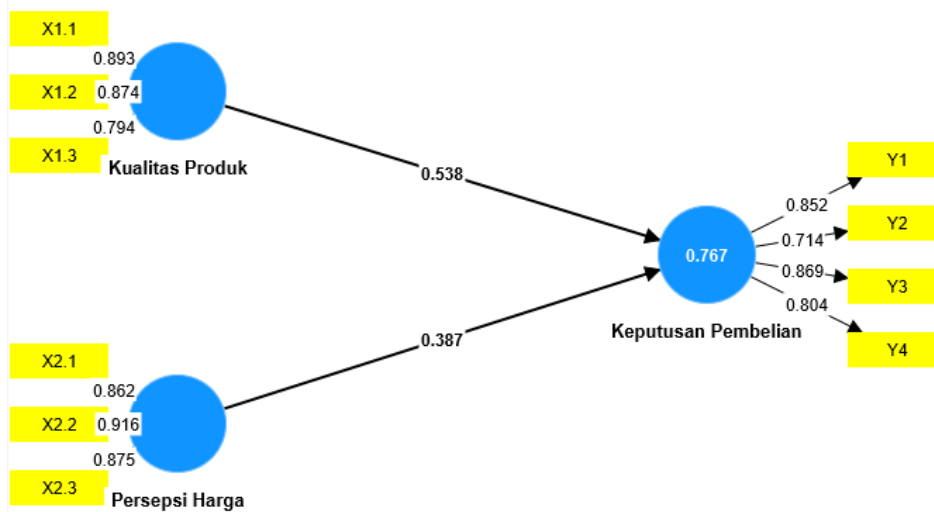 X1.1
0.893
X1.2
0.874
0.794
X1.3
Kualitas Produk
0.538
Y1
0.852
Y2
0.714
0.767
0.869
Y3
0.804
Keputusan Pembelian
Y4
0.387
X2.1
0.862
X2.2
0.916
0.875
X2.3
Persepsi Harga